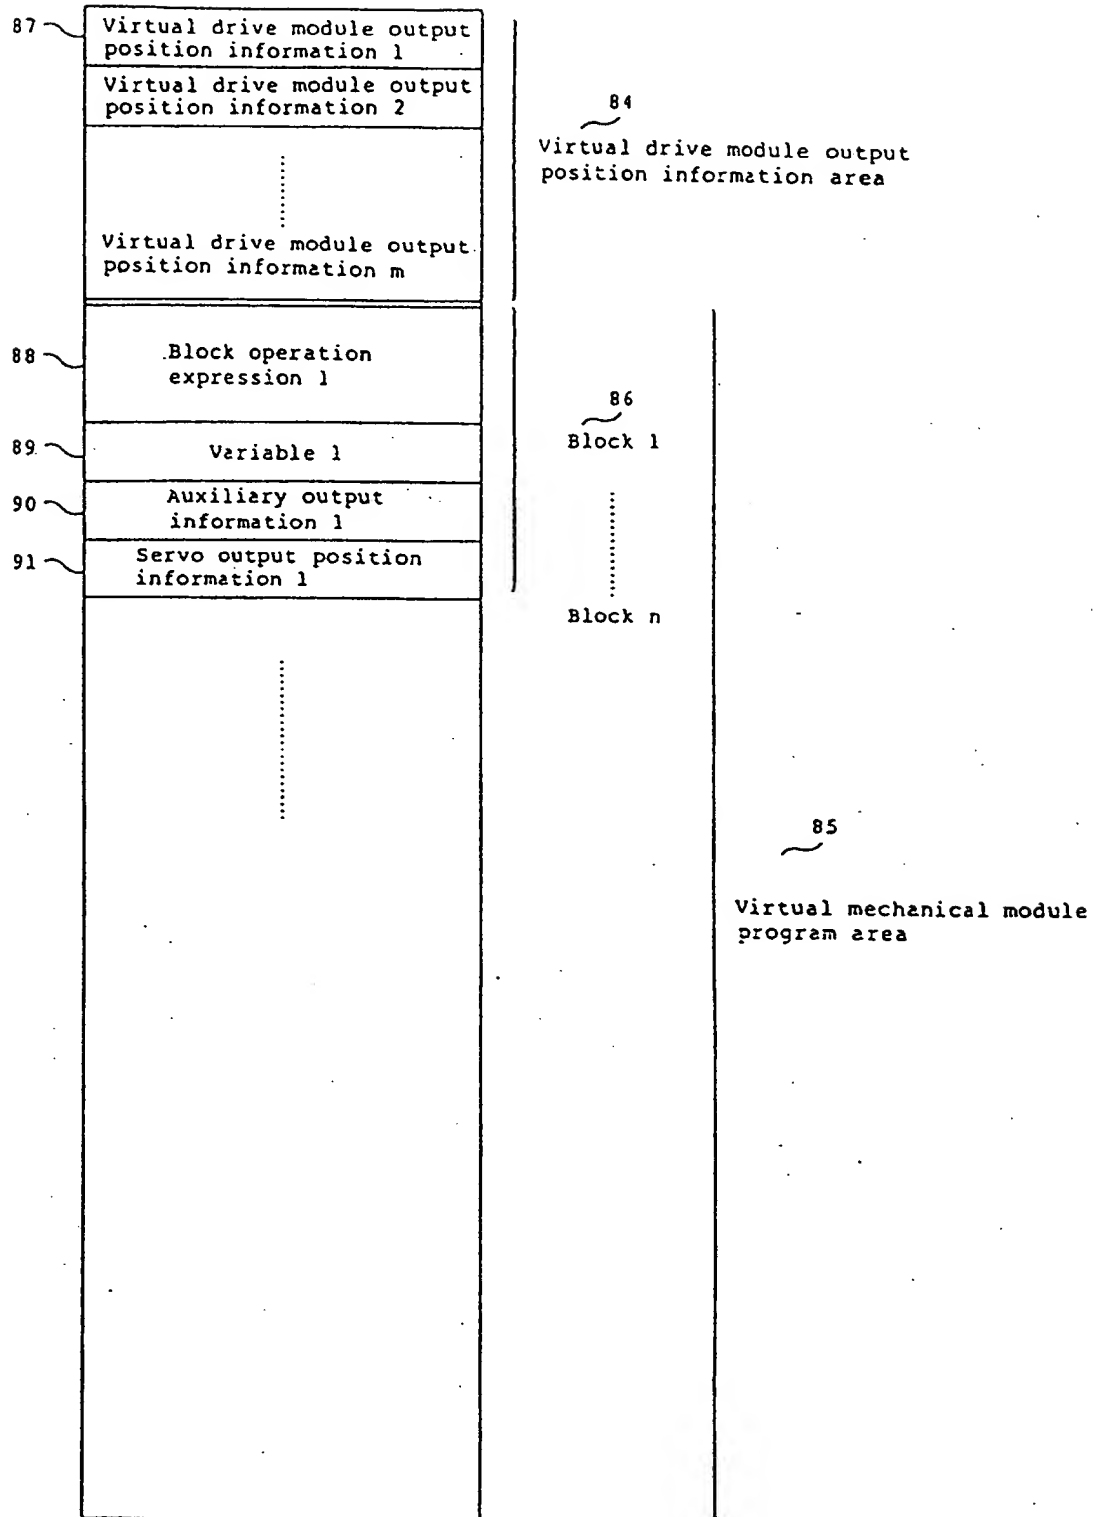 87
Virtual drive module output
position information 1
Virtual drive module output
position information 2
84
Virtual drive module output
position information area
Virtual drive module output
position information m
88
Block operation
expression 1
86
Block 1
89
Variable 1
90
Auxiliary output
information 1
91
Servo output position
information 1
Block n
85
Virtual mechanical module
program area